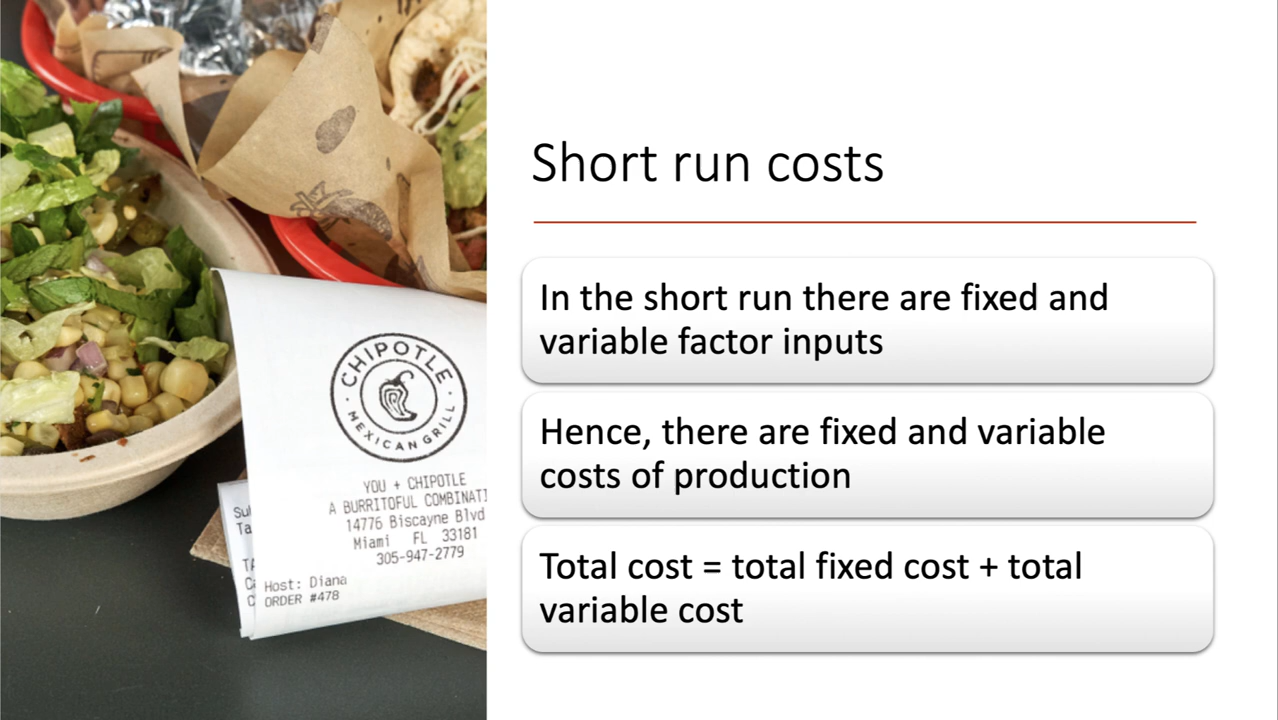 Short run costs
In the short run there are fixed and
variable factor inputs
Hence, there are fixed and variable
costs of production
Total cost = total fixed cost + total
variable cost
CHIPOTLE
MEXICAN GRILL
YOU + CHIPOTLE
A BURRITOFUL COMBINATI
14776 Biscayne Blvd
Miami FL 33181
305-947-2779
Host: Diana
ORDER #478